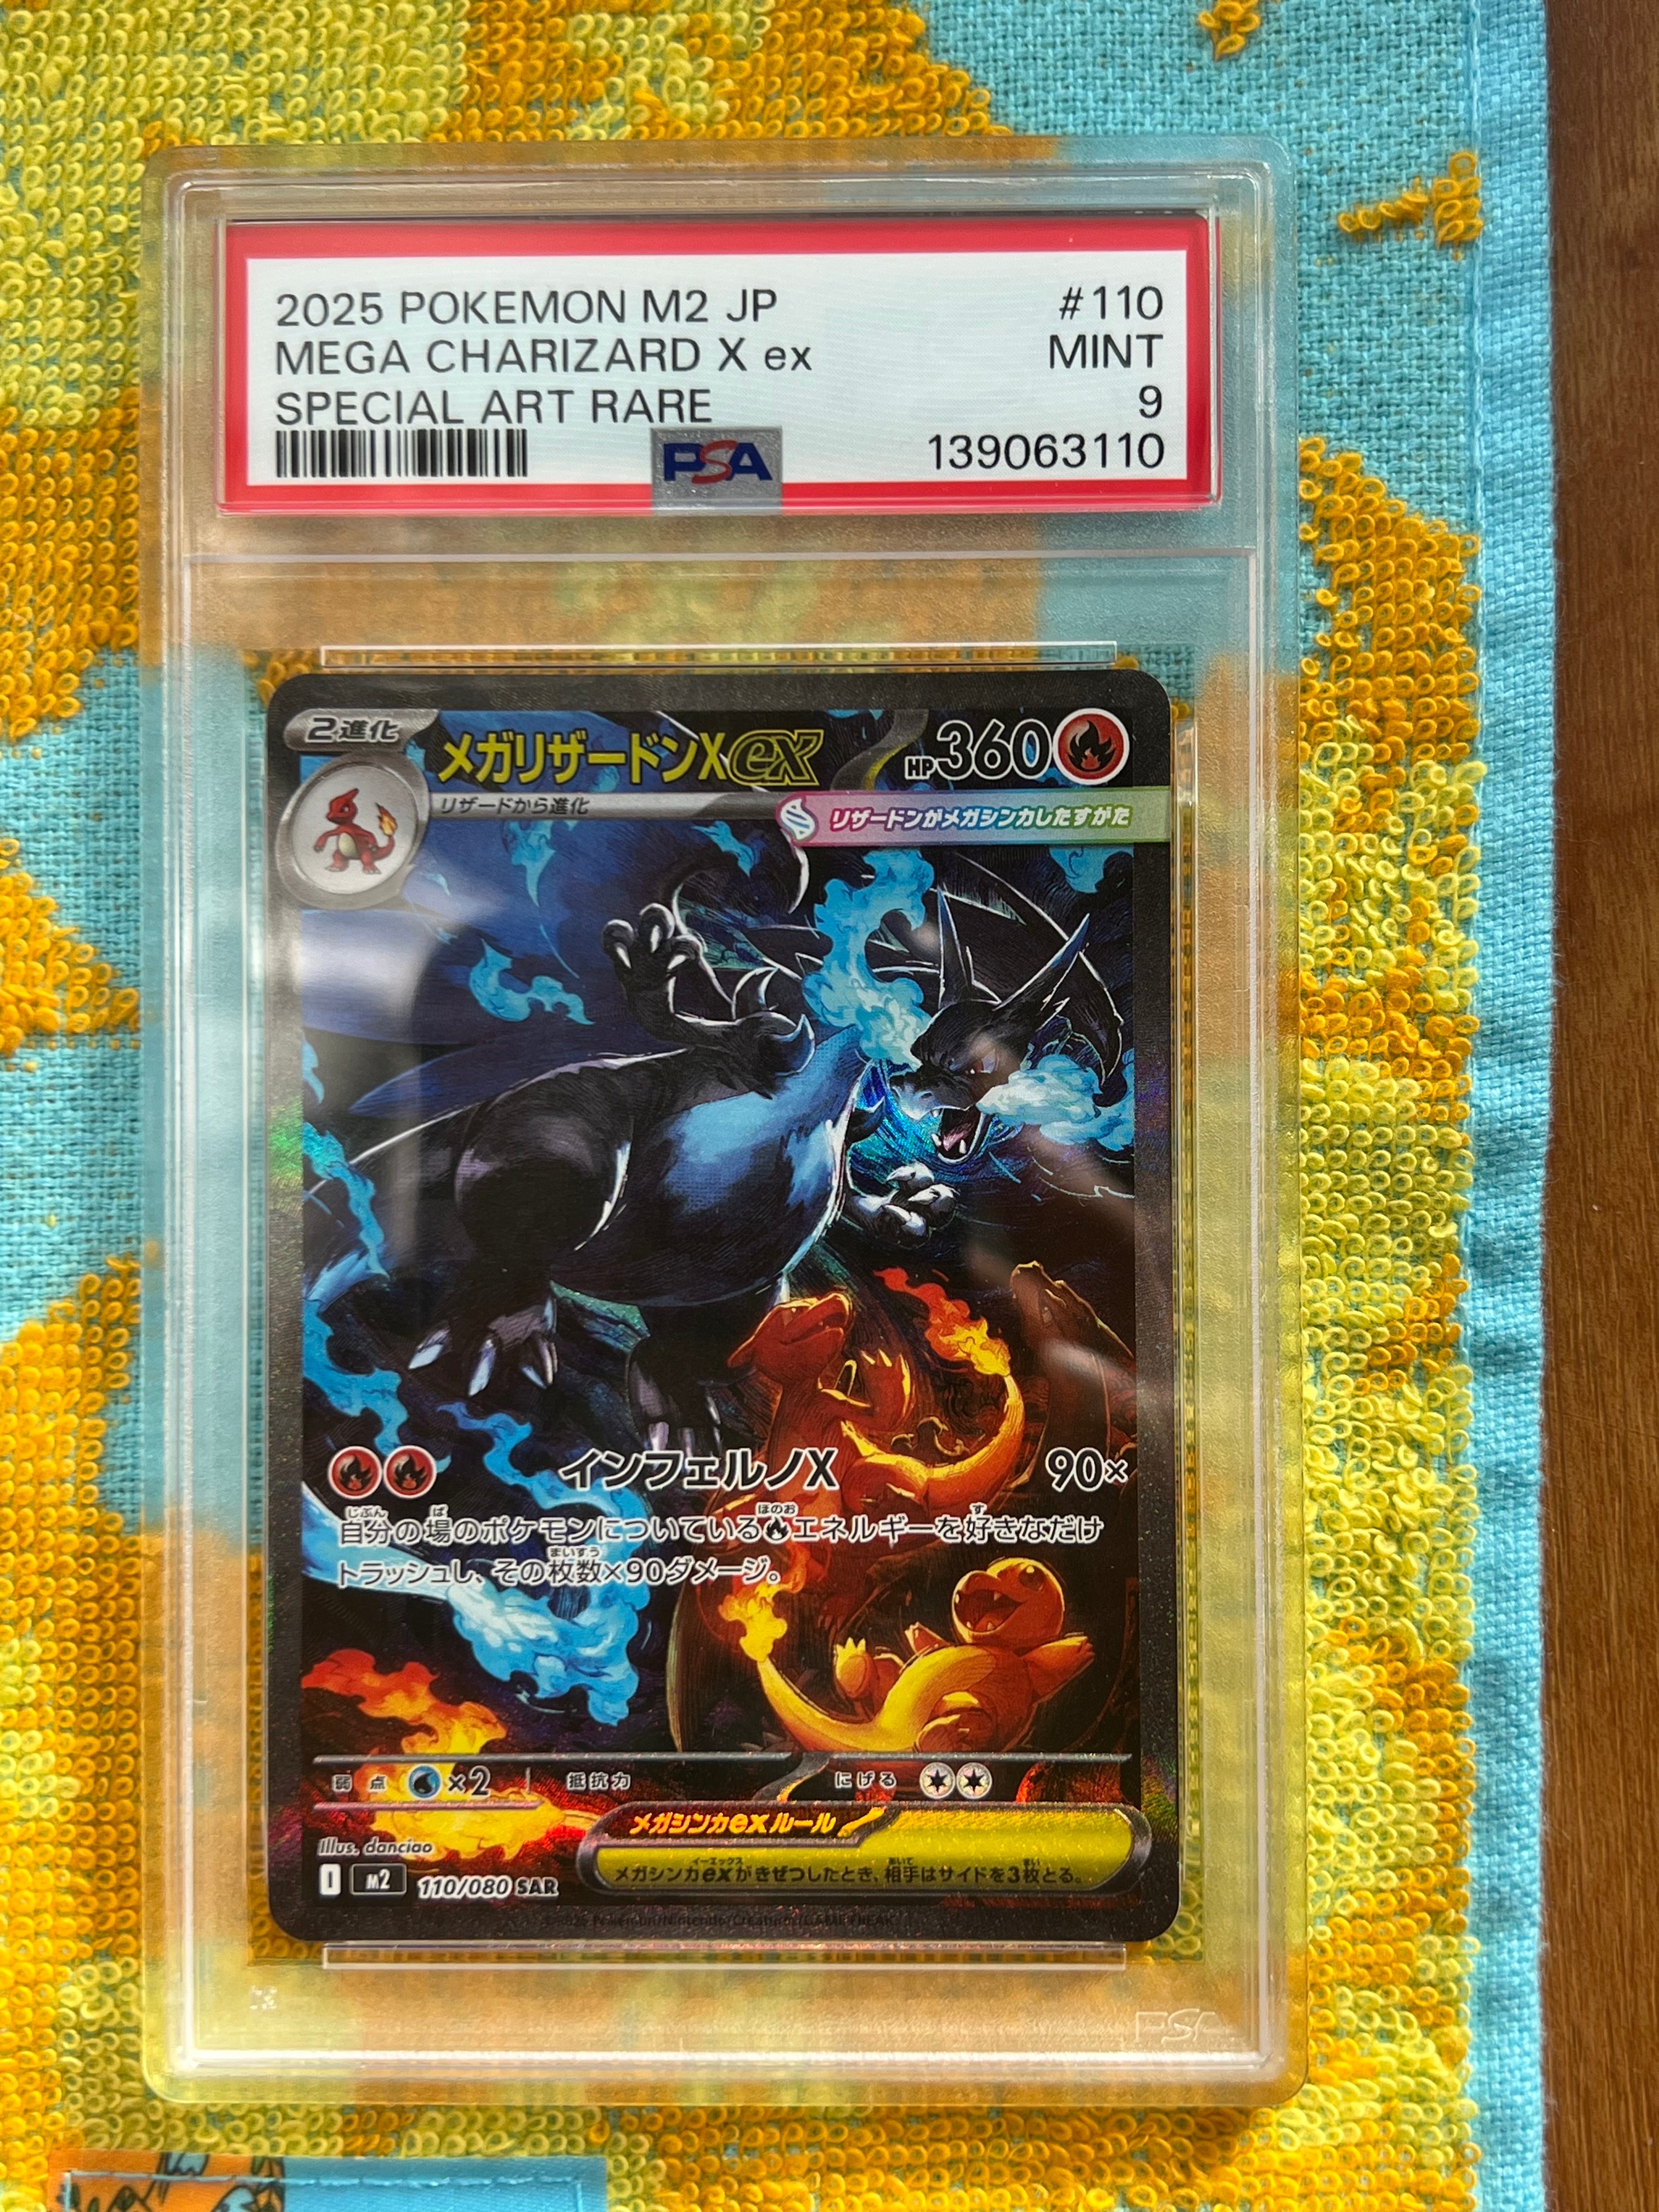 2025 POKEMON M2 JP #110
MEGA CHARIZARD X ex MINT
SPECIAL ART RARE 9
PSA 139063110
2進化 メガリザードンXex HP360
リザードから進化
リザードンがメガシンカしたすがた
インフェルノX 90×
自分の場のポケモンについているエネルギーを好きなだけ
トラッシュし、その枚数×90ダメージ。
弱点 ×2 抵抗力 にげる
メガシンカexルール
メガシンカexがきぜつしたとき、相手はサイドを3枚とる。
Illus. danciao
I M2 110/080 SAR
Pokémon/Nintendo/Creatures/GAME FREAK
PSA